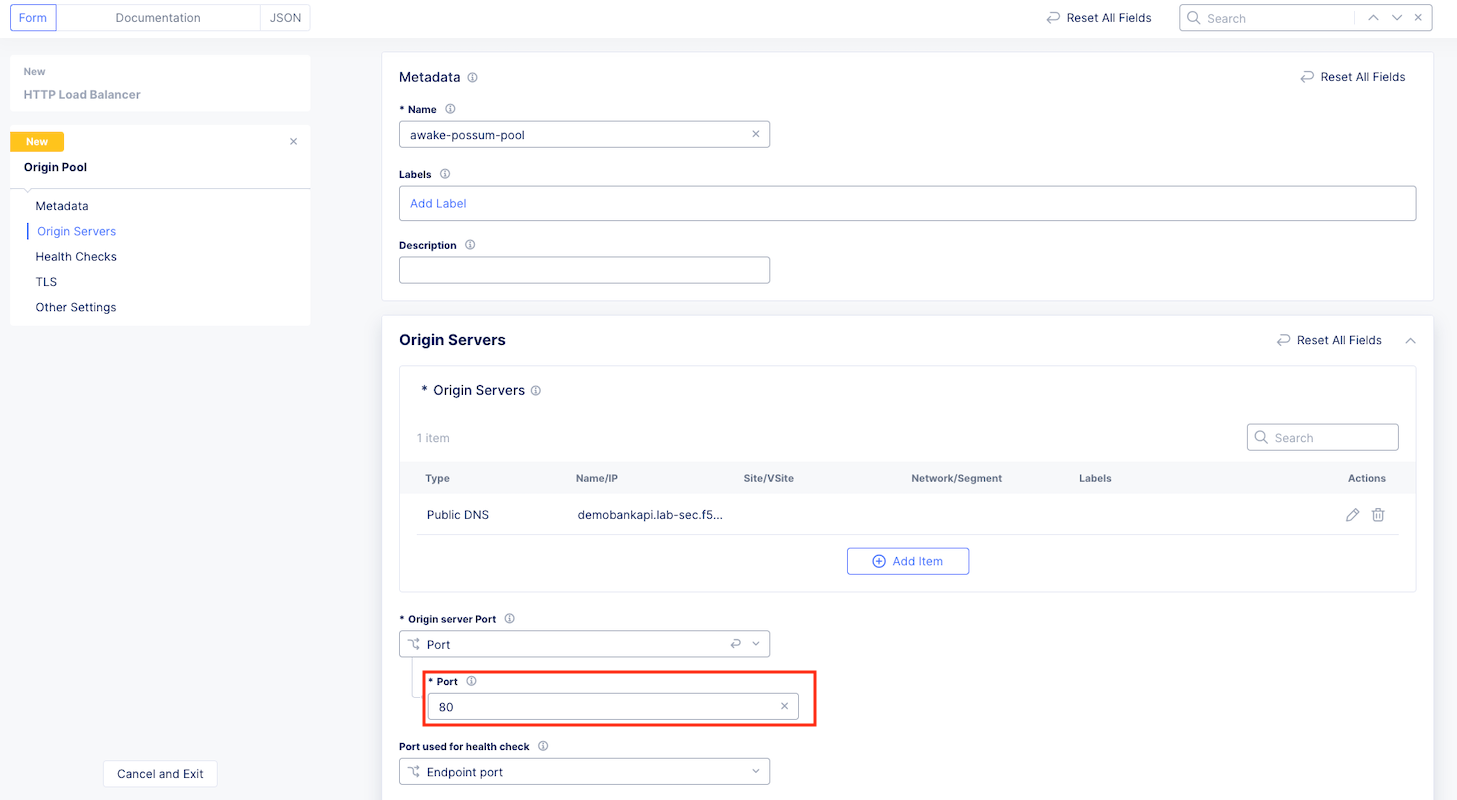 Form
Documentation
JSON
Reset All Fields
Search
New
HTTP Load Balancer
New
Origin Pool
Metadata
Origin Servers
Health Checks
TLS
Other Settings
Cancel and Exit
Metadata
Reset All Fields
* Name
awake-possum-pool
Labels
Add Label
Description
Origin Servers
Reset All Fields
* Origin Servers
1 item
Search
Type Name/IP Site/VSite Network/Segment Labels Actions
Public DNS demobankapi.lab-sec.f5...
Add Item
* Origin server Port
Port
* Port
80
Port used for health check
Endpoint port